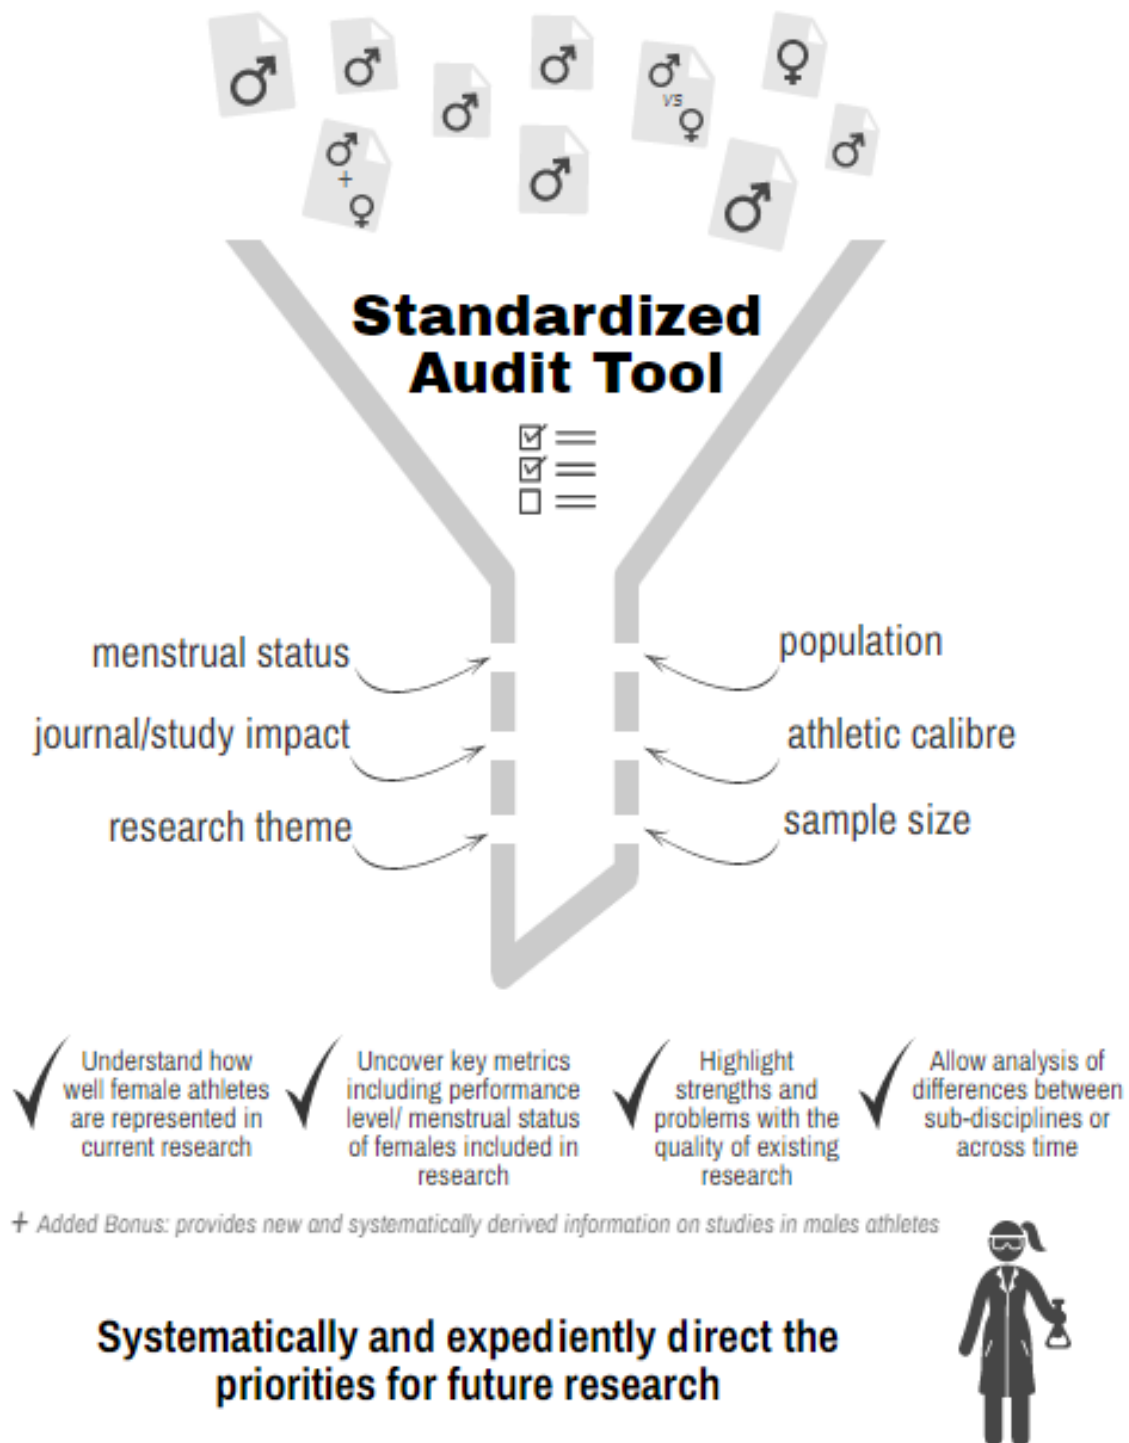 vs
+
Standardized
Audit Tool
menstrual status
population
journal/study impact
athletic calibre
research theme
sample size
Understand how
well female athletes
are represented in
current research
Uncover key metrics
including performance
level/ menstrual status
of females included in
research
Highlight
strengths and
problems with the
quality of existing
research
Allow analysis of
differences between
sub-disciplines or
across time
+ Added Bonus: provides new and systematically derived information on studies in males athletes
Systematically and expediently direct the
priorities for future research